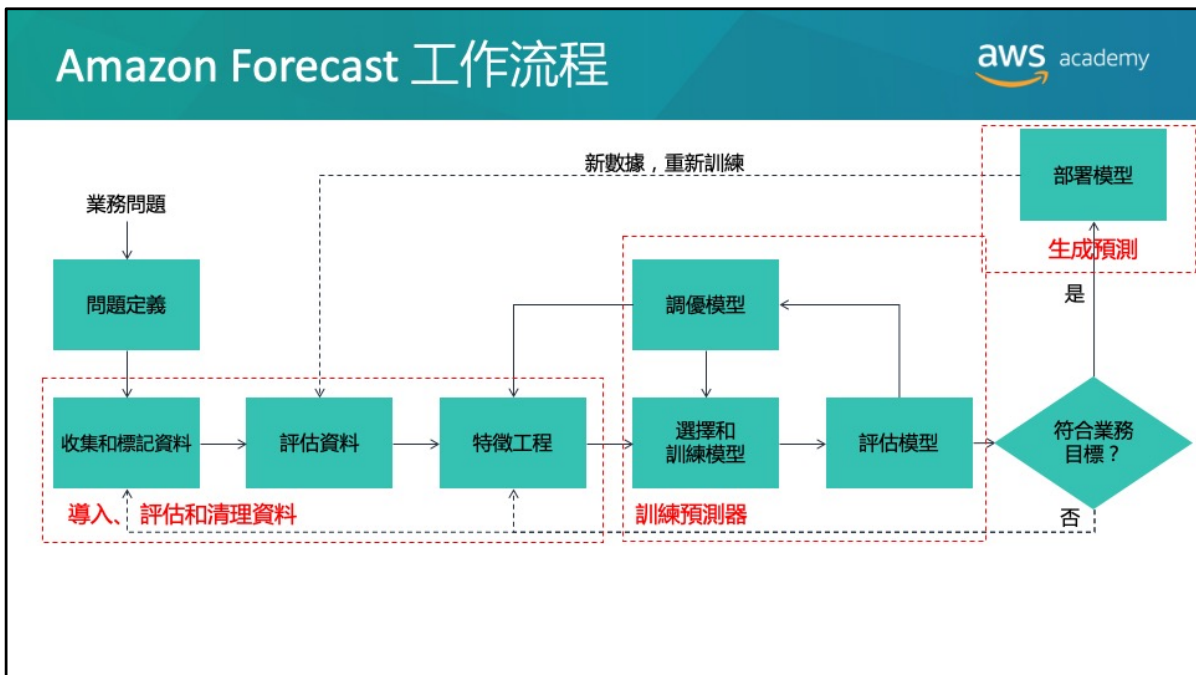 Amazon Forecast 工作流程
aws academy
新數據，重新訓練
部署模型
業務問題
生成預測
問題定義
調優模型
是
收集和標記資料
評估資料
特徵工程
選擇和
訓練模型
評估模型
符合業務
目標？
導入、 評估和清理資料
訓練預測器
否